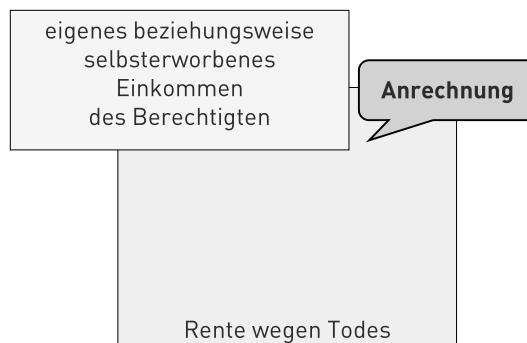 eigenes beziehungsweise
selbsterworbenes
Einkommen
des Berechtigten
Anrechnung
Rente wegen Todes